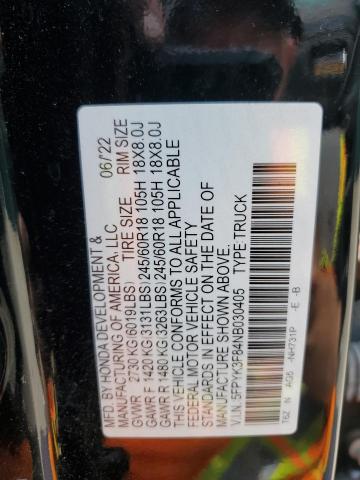 MFD. BY HONDA DEVELOPMENT &
MANUFACTURING OF AMERICA, LLC 06/'22
GVWR 2730 KG (6019LBS) TIRE SIZE RIM SIZE
GAWR F 1420 KG (3131LBS) 245/60R18 105H 18X8.0J
GAWR R 1480 KG (3263LBS) 245/60R18 105H 18X8.0J
THIS VEHICLE CONFORMS TO ALL APPLICABLE
FEDERAL MOTOR VEHICLE SAFETY
STANDARDS IN EFFECT ON THE DATE OF
MANUFACTURE SHOWN ABOVE.
V.I.N. 5FPYK3F84NB030405 TYPE TRUCK
T6Z N AQ5 -NH731P -E -B